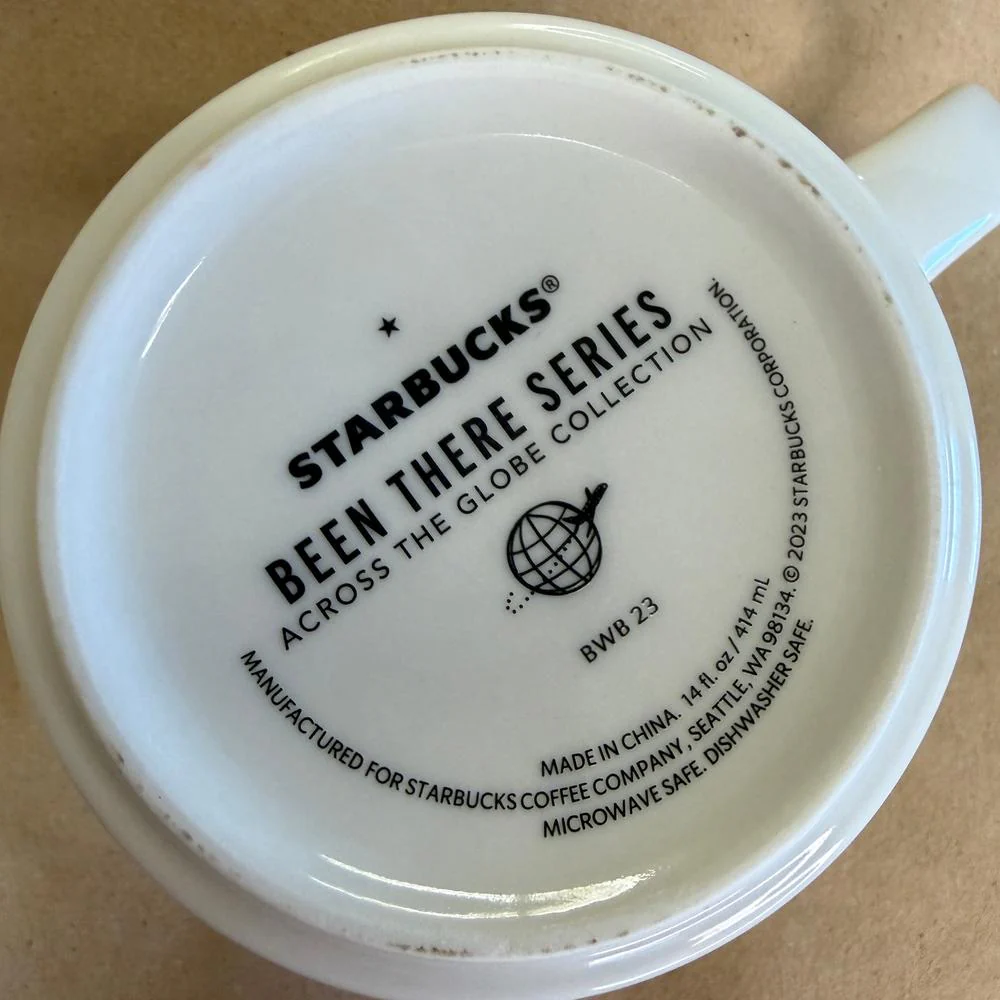 STARBUCKS®
BEEN THERE SERIES
ACROSS THE GLOBE COLLECTION
BWB 23
MADE IN CHINA. 14 fl. oz / 414 mL
MANUFACTURED FOR STARBUCKS COFFEE COMPANY, SEATTLE, WA 98134. © 2023 STARBUCKS CORPORATION.
MICROWAVE SAFE. DISHWASHER SAFE.